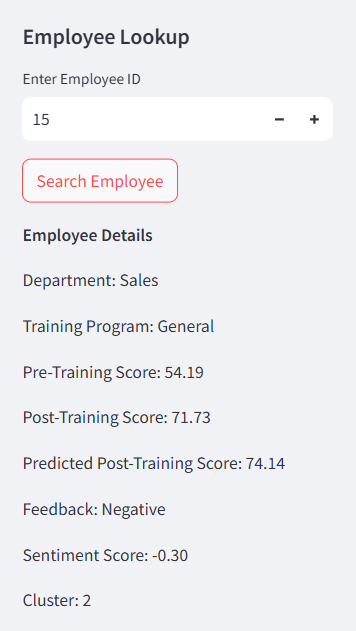 Employee Lookup
Enter Employee ID
15
Search Employee
Employee Details
Department: Sales
Training Program: General
Pre-Training Score: 54.19
Post-Training Score: 71.73
Predicted Post-Training Score: 74.14
Feedback: Negative
Sentiment Score: -0.30
Cluster: 2